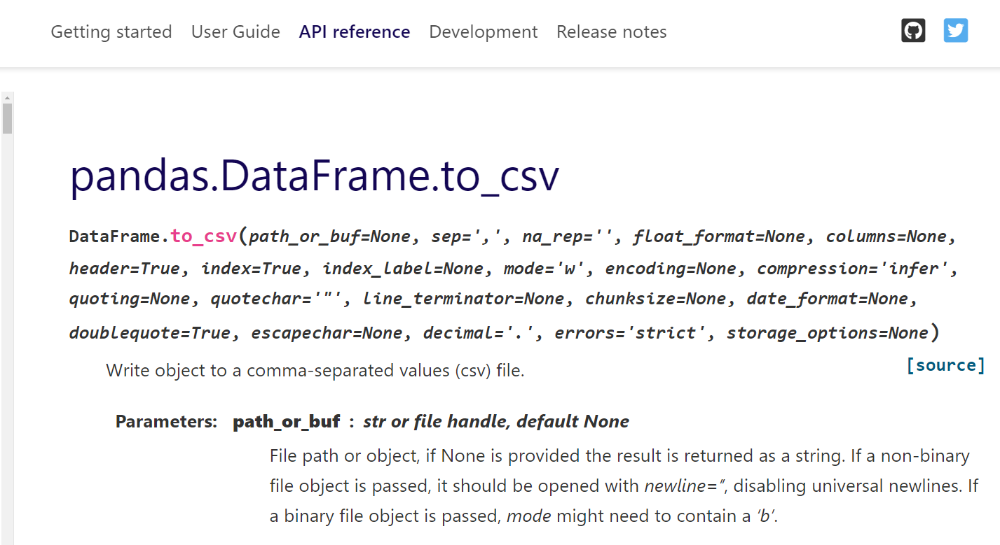 Getting started User Guide API reference Development Release notes
pandas.DataFrame.to_csv
DataFrame.to_csv(path_or_buf=None, sep=',', na_rep='', float_format=None, columns=None,
header=True, index=True, index_label=None, mode='w', encoding=None, compression='infer',
quoting=None, quotechar='"', line_terminator=None, chunksize=None, date_format=None,
doublequote=True, escapechar=None, decimal='.', errors='strict', storage_options=None)
[source]
Write object to a comma-separated values (csv) file.
Parameters: path_or_buf : str or file handle, default None
File path or object, if None is provided the result is returned as a string. If a non-binary
file object is passed, it should be opened with newline=”, disabling universal newlines. If
a binary file object is passed, mode might need to contain a ‘b’.